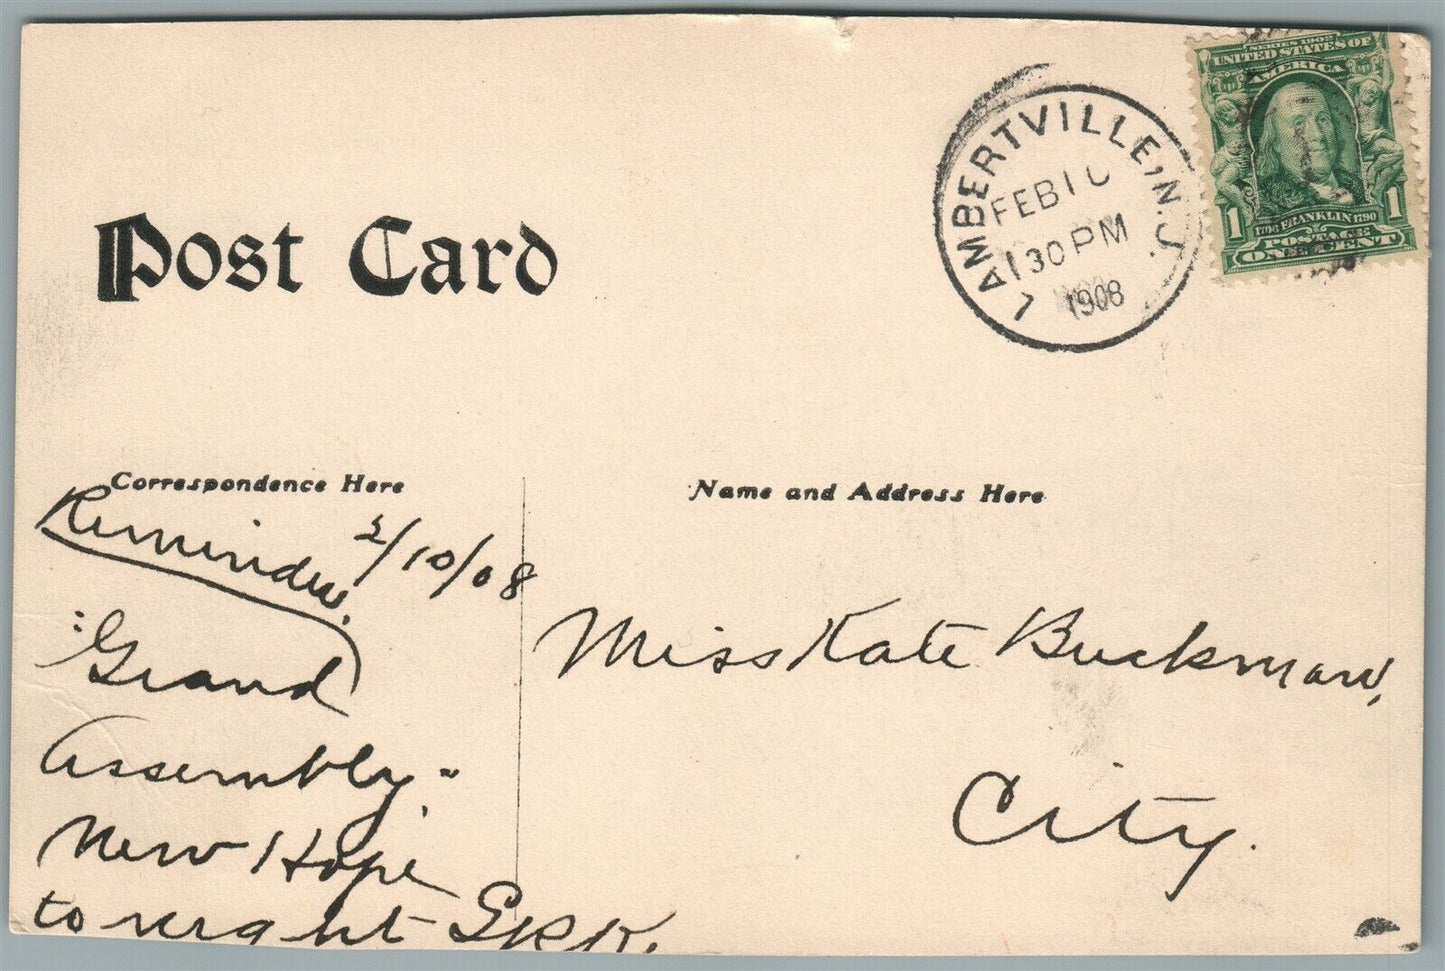 SERIES 1902
UNITED STATES OF
AMERICA
1 1
1706 FRANKLIN 1790
POSTAGE
ONE CENT
LAMBERTVILLE, N.J.
FEB 10
130 PM
1908
Post Card
Correspondence Here
Name and Address Here
Reminder. 2/10/08
"Grand
Assembly"
New Hope
to night
Miss Kate Buckman,
City.